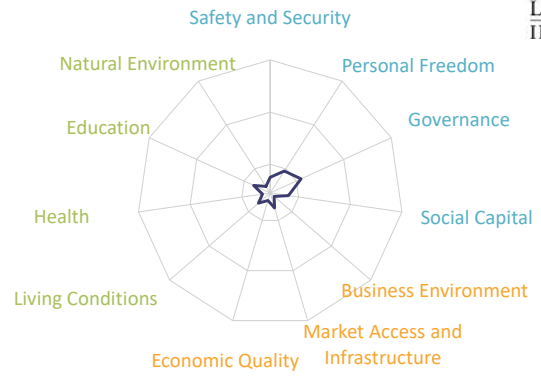 Safety and Security
Natural Environment
Personal Freedom
Education
Governance
Health
Social Capital
Living Conditions
Business Environment
Market Access and
Infrastructure
Economic Quality